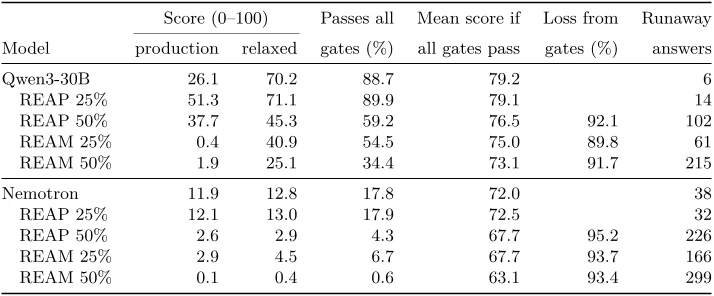 Score (0–100) Passes all Mean score if Loss from Runaway
Model production relaxed gates (%) all gates pass gates (%) answers
Qwen3-30B 26.1 70.2 88.7 79.2 6
REAP 25% 51.3 71.1 89.9 79.1 14
REAP 50% 37.7 45.3 59.2 76.5 92.1 102
REAM 25% 0.4 40.9 54.5 75.0 89.8 61
REAM 50% 1.9 25.1 34.4 73.1 91.7 215
Nemotron 11.9 12.8 17.8 72.0 38
REAP 25% 12.1 13.0 17.9 72.5 32
REAP 50% 2.6 2.9 4.3 67.7 95.2 226
REAM 25% 2.9 4.5 6.7 67.7 93.7 166
REAM 50% 0.1 0.4 0.6 63.1 93.4 299